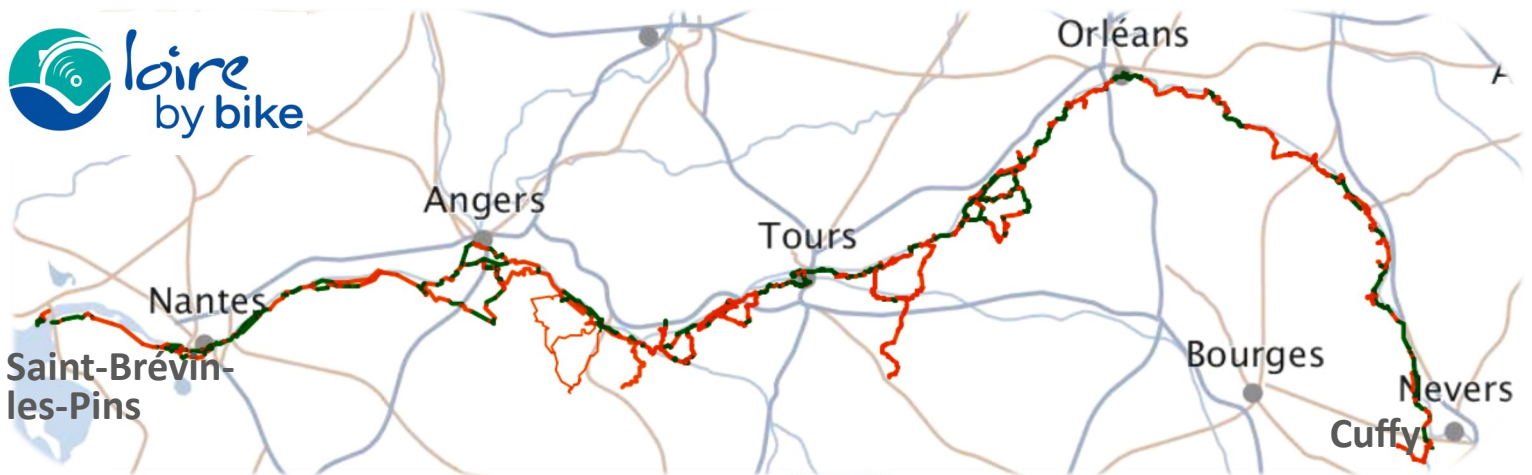 loire
by bike
Orléans
A
Angers
Tours
Nantes
Saint-Brévin-
les-Pins
Bourges
Nevers
Cuffy